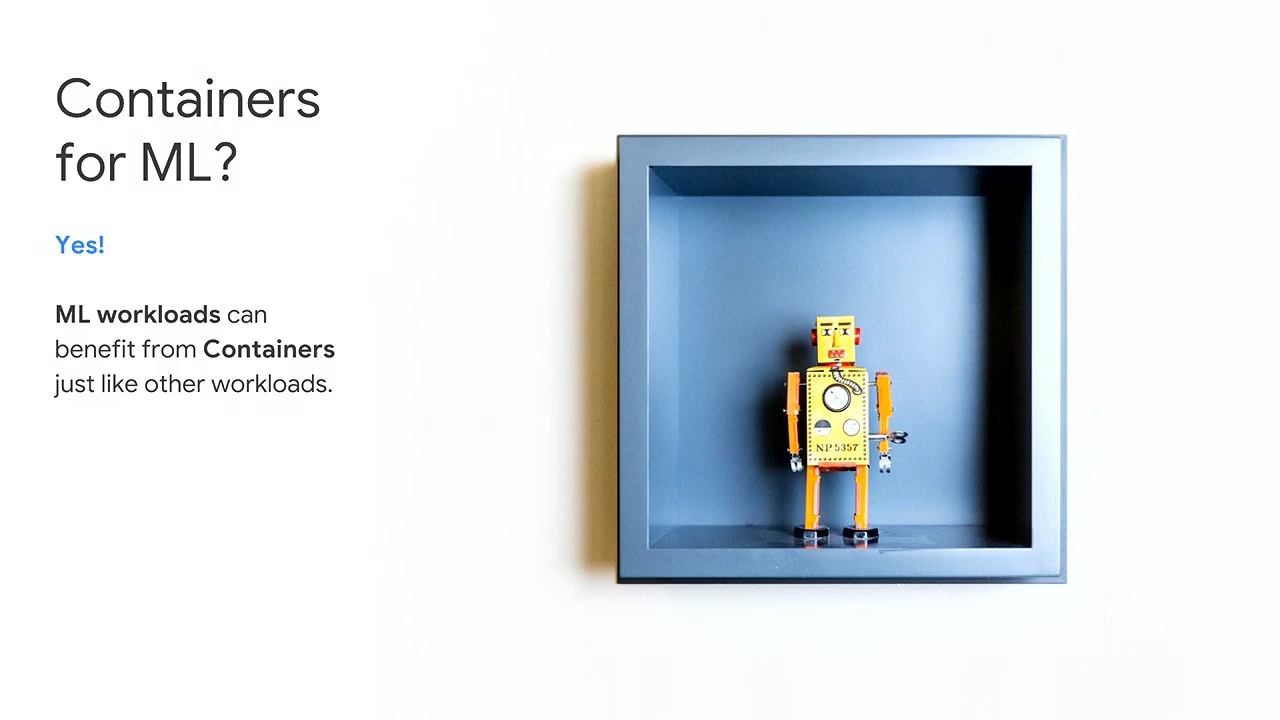 Containers
for ML?
Yes!
ML workloads can
benefit from Containers
just like other workloads.
NP 5357